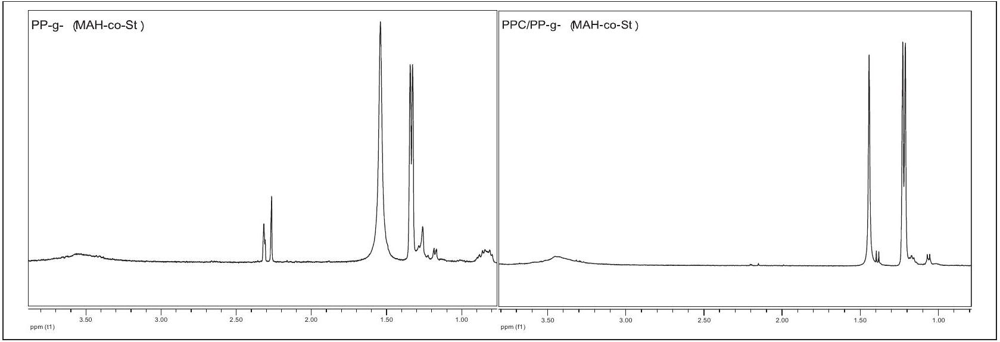 PP-g- (MAH-co-St)
3.50 3.00 2.50 2.00 1.50 1.00
ppm (t1)
PPC/PP-g- (MAH-co-St)
3.50 3.00 2.50 2.00 1.50 1.00
ppm (f1)